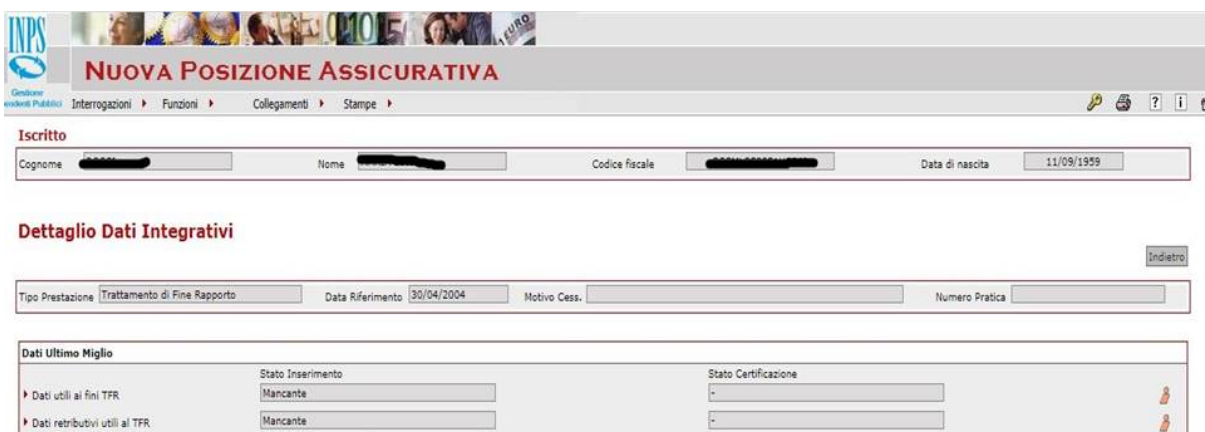 INPS
Gestione
Dipendenti Pubblici
NUOVA POSIZIONE ASSICURATIVA
Interrogazioni Funzioni Collegamenti Stampe ? i
Iscritto
Cognome Nome Codice fiscale Data di nascita 11/09/1959
Dettaglio Dati Integrativi
Indietro
Tipo Prestazione Trattamento di Fine Rapporto Data Riferimento 30/04/2004 Motivo Cess. Numero Pratica
Dati Ultimo Miglio
Stato Inserimento Stato Certificazione
Dati utili ai fini TFR Mancante -
Dati retributivi utili al TFR Mancante -